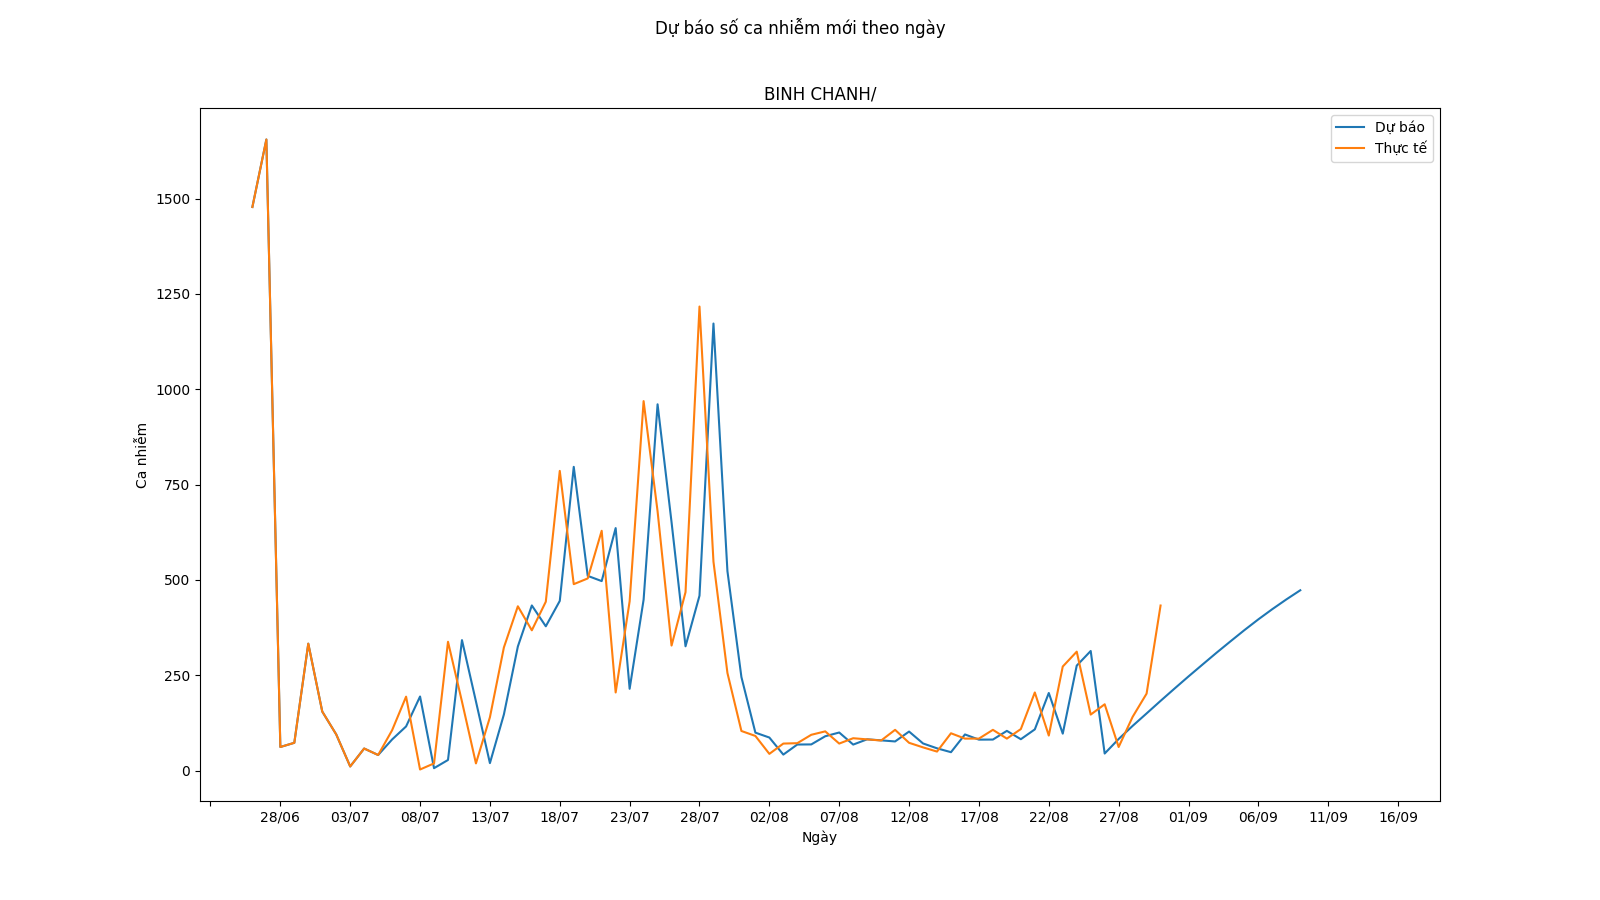 Dự báo số ca nhiễm mới theo ngày
BINH CHANH/
Dự báo
Thực tế
1500
1250
1000
750
500
250
0
Ca nhiễm
28/06 03/07 08/07 13/07 18/07 23/07 28/07 02/08 07/08 12/08 17/08 22/08 27/08 01/09 06/09 11/09 16/09
Ngày